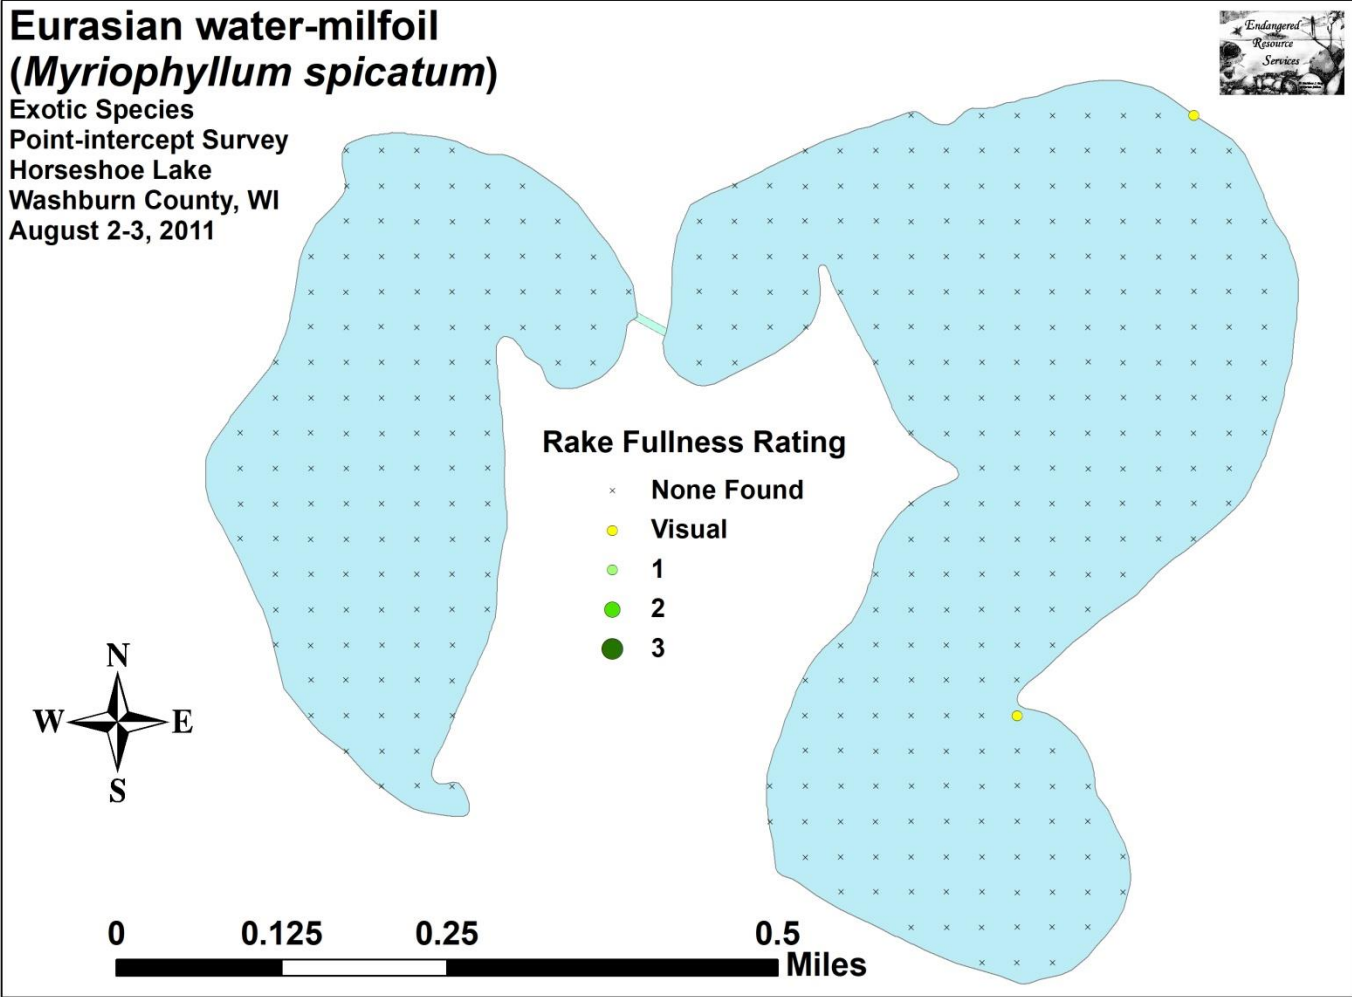 Eurasian water-milfoil
(Myriophyllum spicatum)
Exotic Species
Point-intercept Survey
Horseshoe Lake
Washburn County, WI
August 2-3, 2011
Endangered
Resource
Services
Rake Fullness Rating
None Found
Visual
1
2
3
N
W E
S
0 0.125 0.25 0.5
Miles